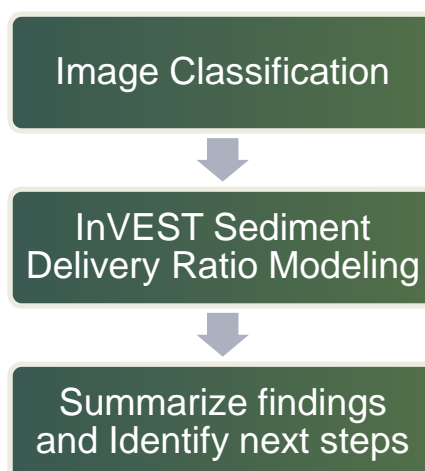 Image Classification
InVEST Sediment
Delivery Ratio Modeling
Summarize findings
and Identify next steps